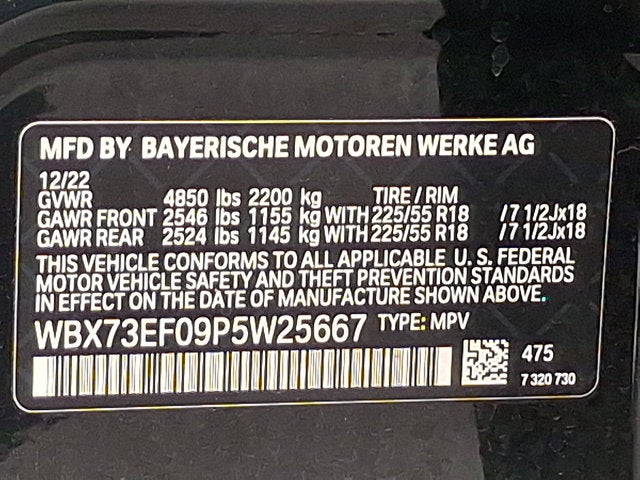 MFD BY BAYERISCHE MOTOREN WERKE AG
12/22
GVWR 4850 lbs 2200 kg TIRE / RIM
GAWR FRONT 2546 lbs 1155 kg WITH 225/55 R18 /7 1/2Jx18
GAWR REAR 2524 lbs 1145 kg WITH 225/55 R18 /7 1/2Jx18
THIS VEHICLE CONFORMS TO ALL APPLICABLE U. S. FEDERAL
MOTOR VEHICLE SAFETY AND THEFT PREVENTION STANDARDS
IN EFFECT ON THE DATE OF MANUFACTURE SHOWN ABOVE.
WBX73EF09P5W25667 TYPE: MPV
475
7 320 730